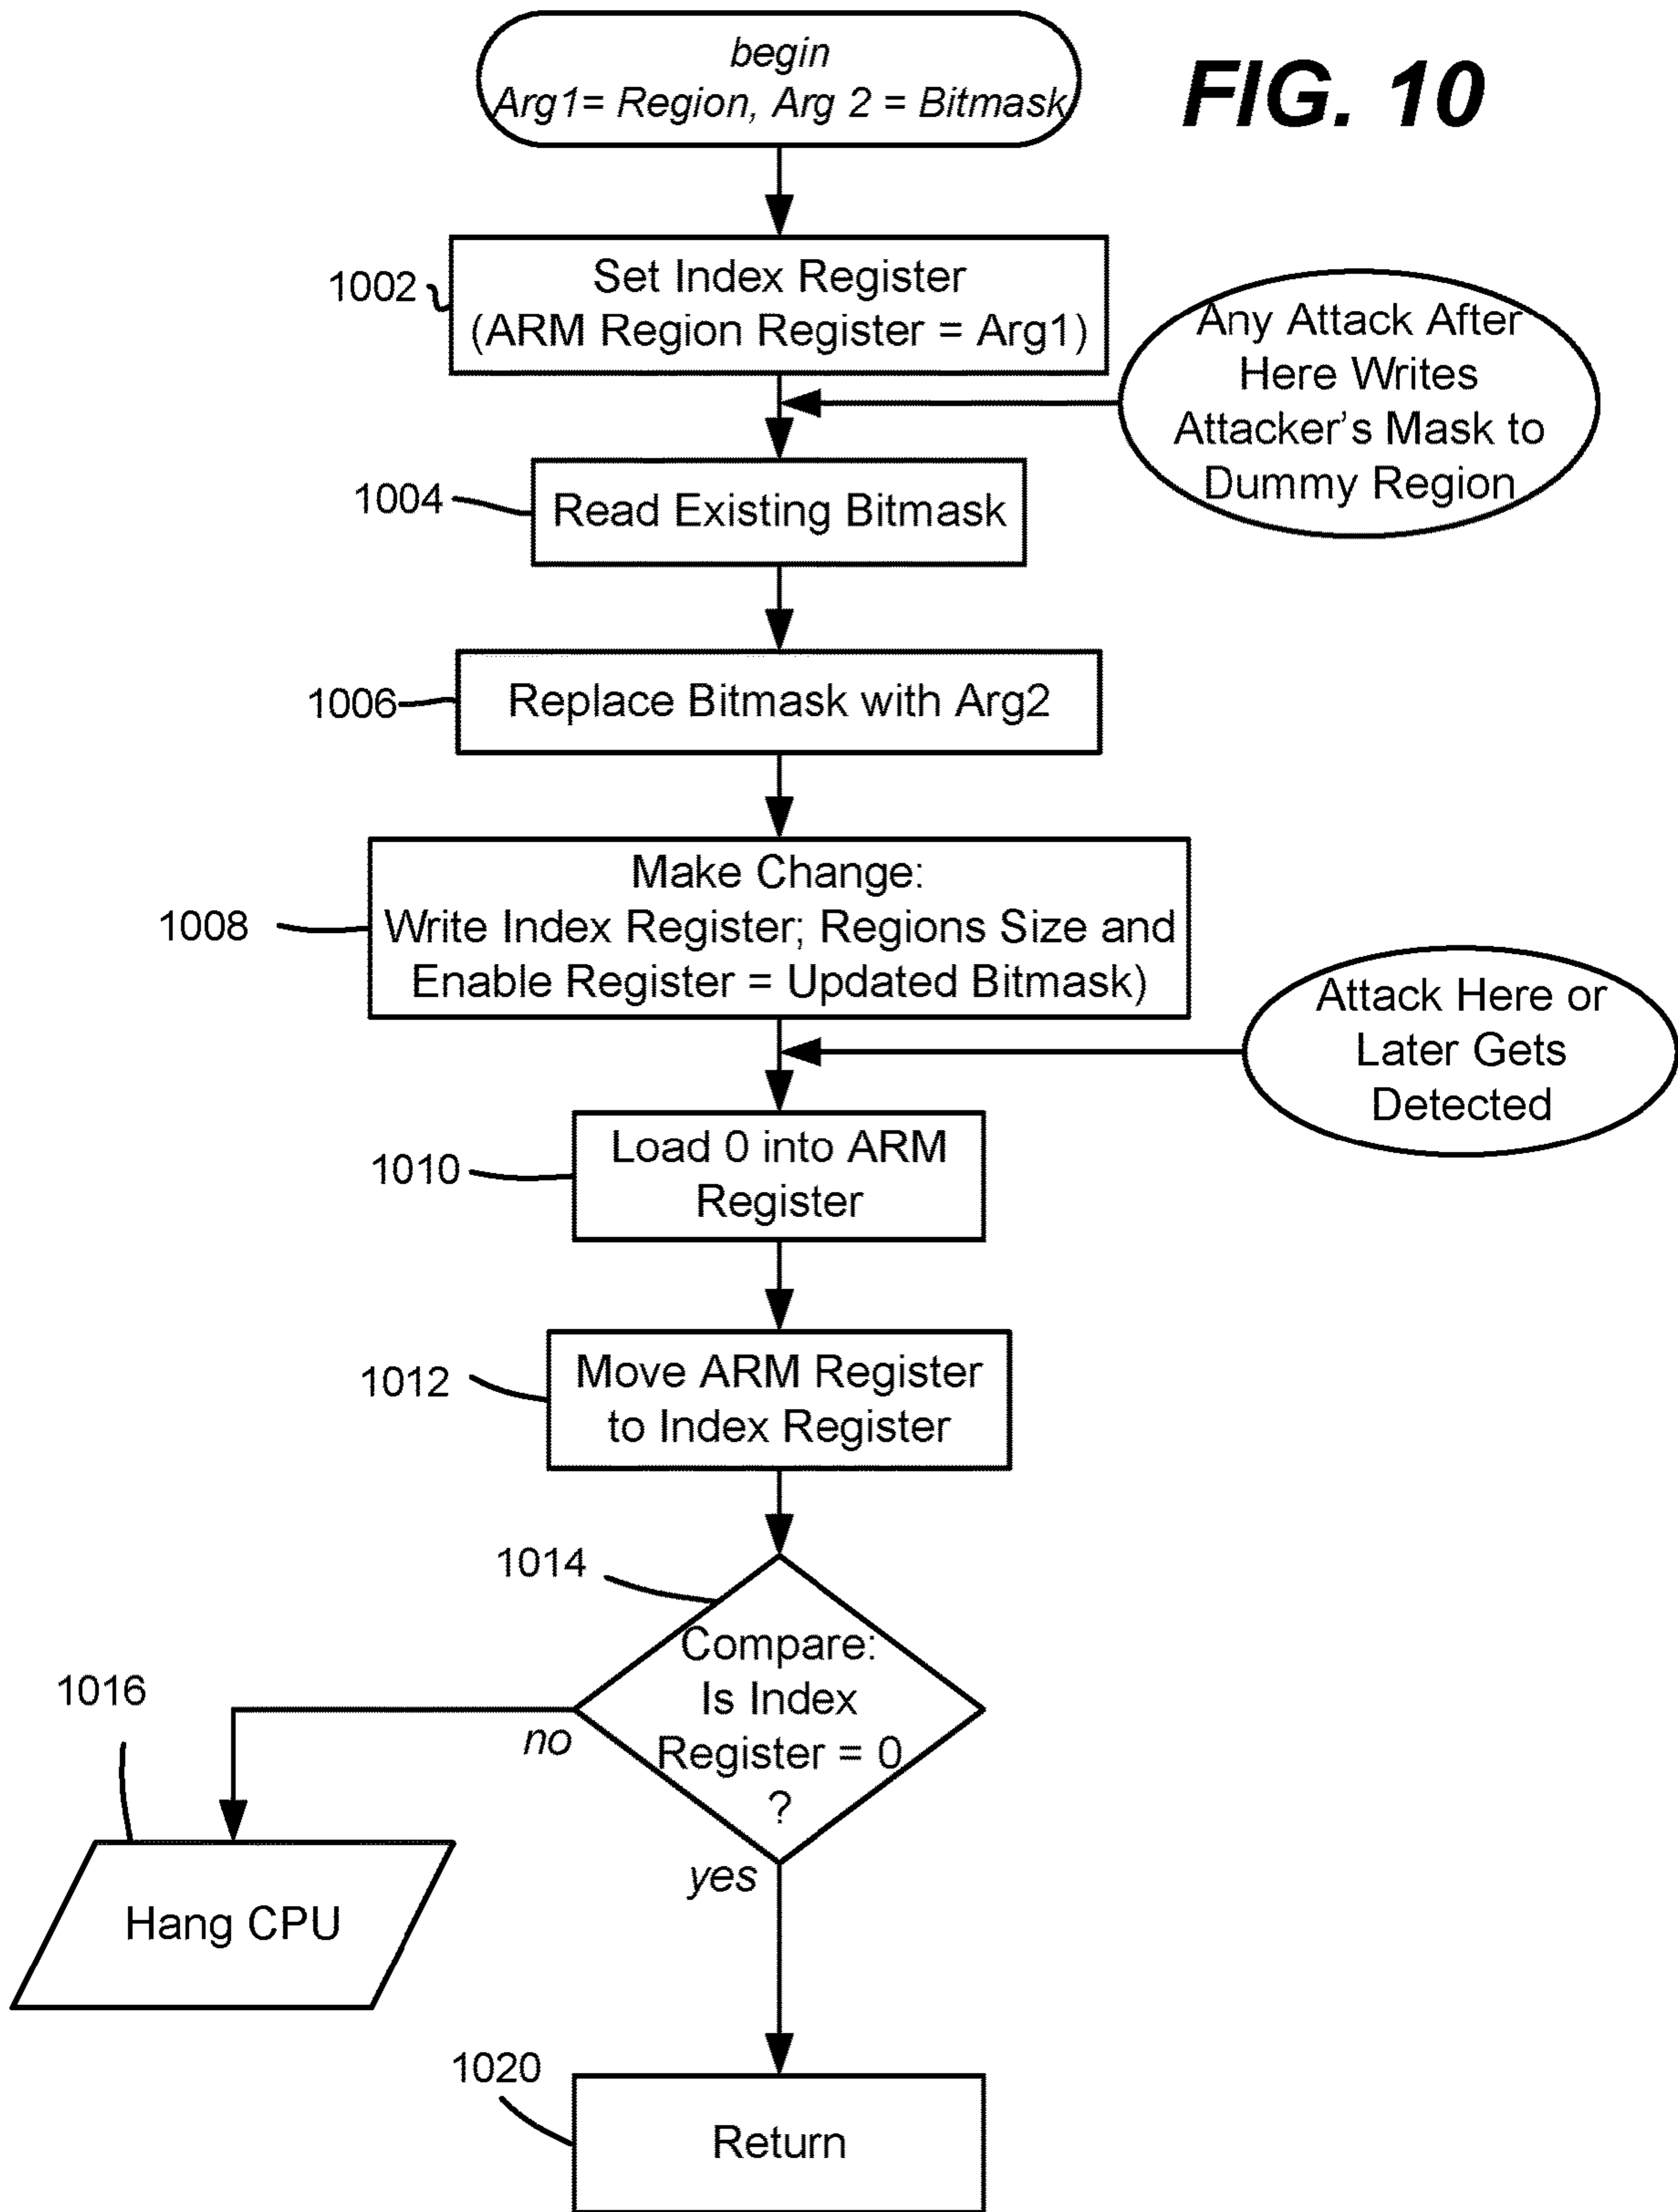 begin
Arg1= Region, Arg 2 = Bitmask
FIG. 10
1002
Set Index Register
(ARM Region Register = Arg1)
Any Attack After
Here Writes
Attacker's Mask to
Dummy Region
1004
Read Existing Bitmask
1006
Replace Bitmask with Arg2
1008
Make Change:
Write Index Register; Regions Size and
Enable Register = Updated Bitmask)
Attack Here or
Later Gets
Detected
1010
Load 0 into ARM
Register
1012
Move ARM Register
to Index Register
1014
Compare:
Is Index
Register = 0
?
no
yes
1016
Hang CPU
1020
Return